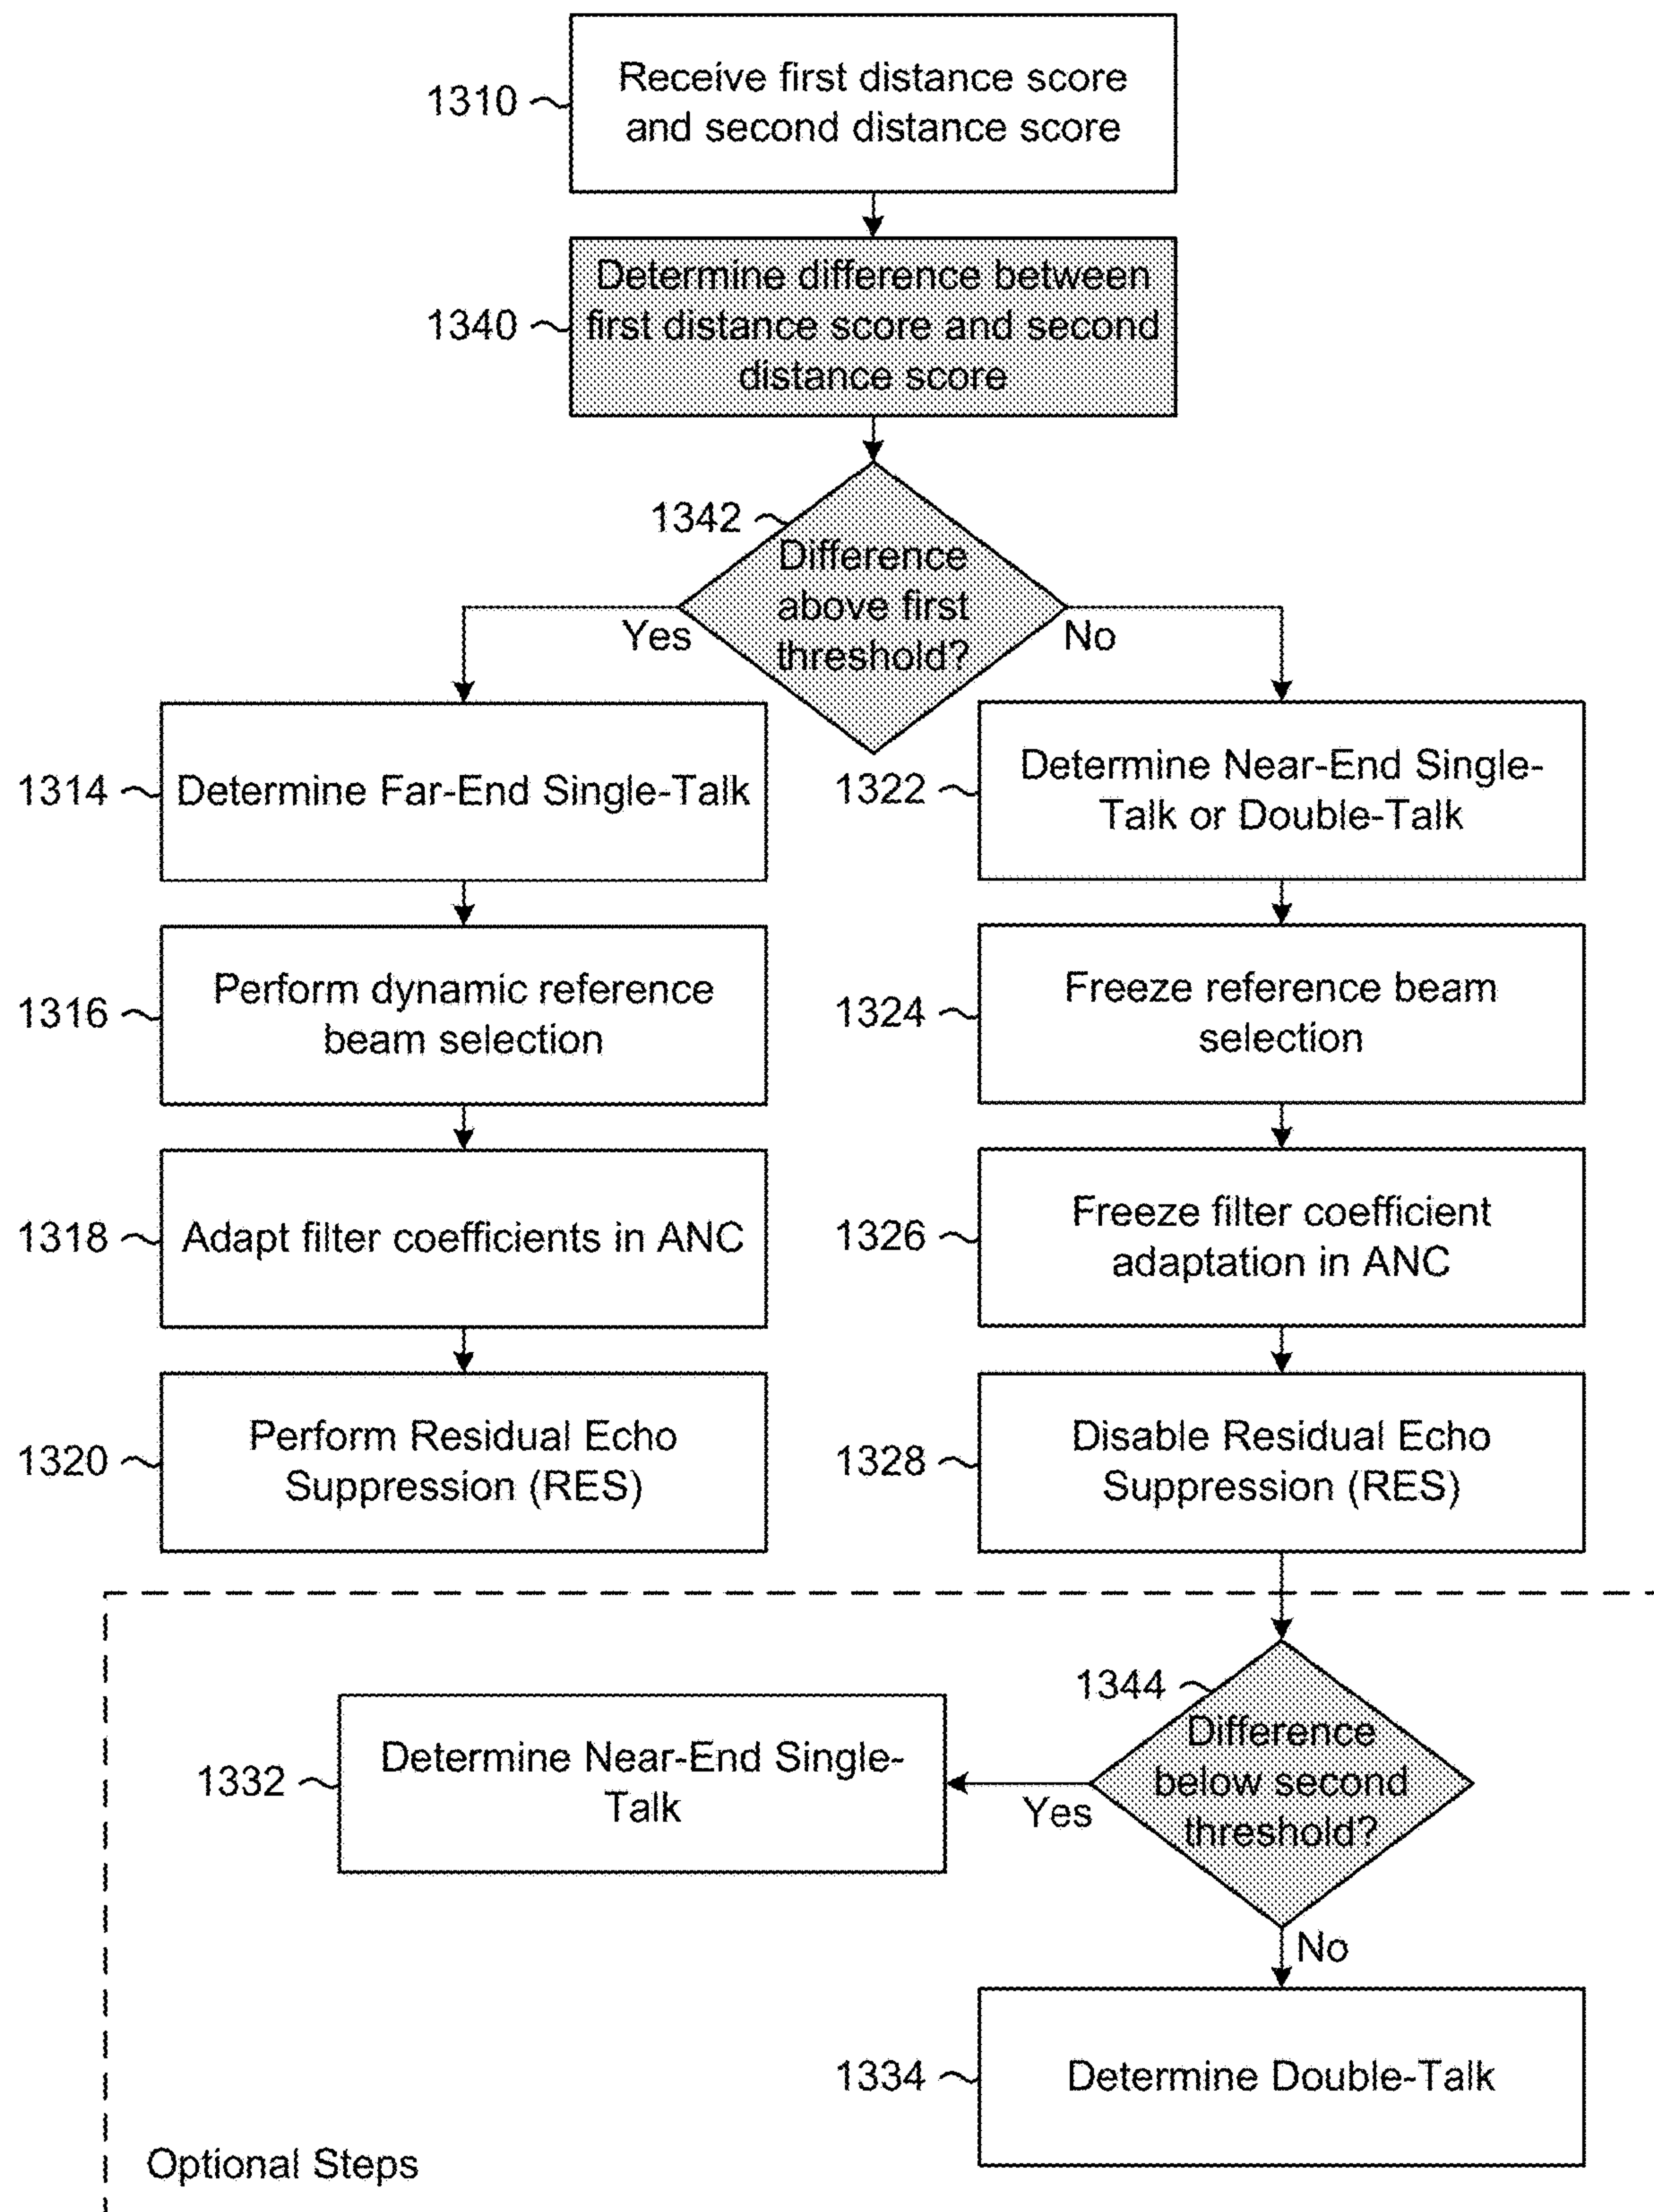 1310
Receive first distance score
and second distance score
1340
Determine difference between
first distance score and second
distance score
1342
Difference
above first
threshold?
Yes
No
1314
Determine Far-End Single-Talk
1322
Determine Near-End Single-
Talk or Double-Talk
1316
Perform dynamic reference
beam selection
1324
Freeze reference beam
selection
1318
Adapt filter coefficients in ANC
1326
Freeze filter coefficient
adaptation in ANC
1320
Perform Residual Echo
Suppression (RES)
1328
Disable Residual Echo
Suppression (RES)
1344
Difference
below second
threshold?
Yes
No
1332
Determine Near-End Single-
Talk
1334
Determine Double-Talk
Optional Steps